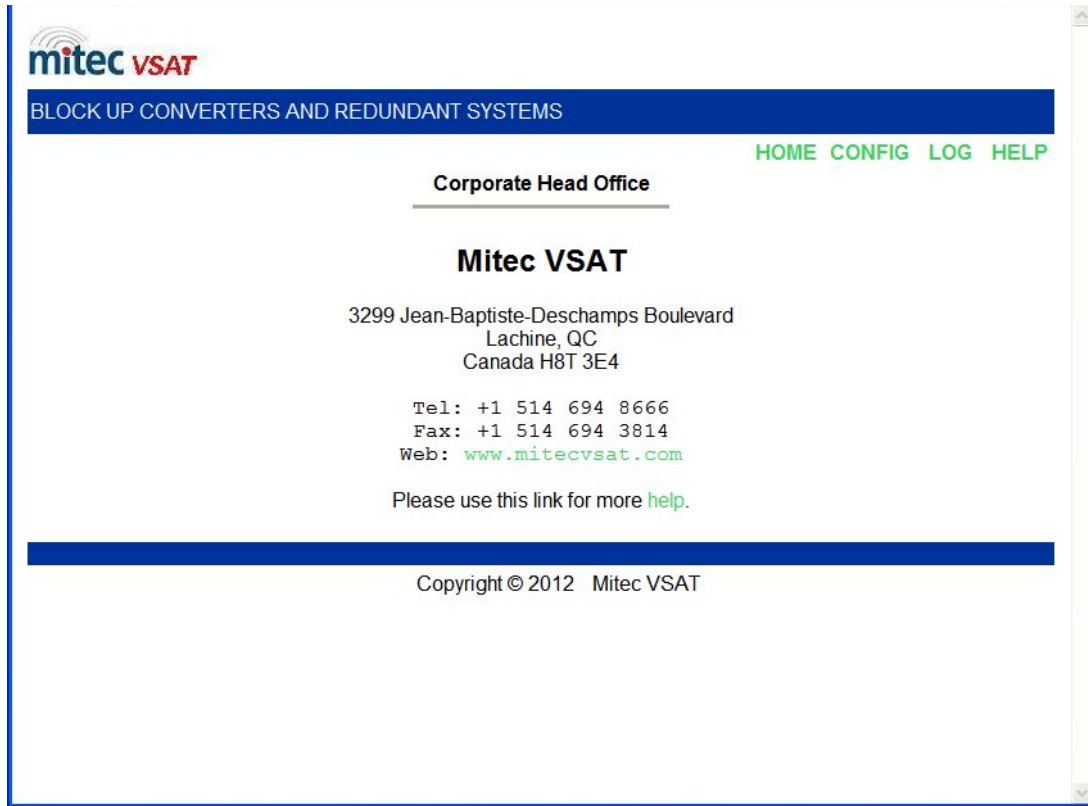 mitec VSAT
BLOCK UP CONVERTERS AND REDUNDANT SYSTEMS
HOME CONFIG LOG HELP
Corporate Head Office
Mitec VSAT
3299 Jean-Baptiste-Deschamps Boulevard
Lachine, QC
Canada H8T 3E4
Tel: +1 514 694 8666
Fax: +1 514 694 3814
Web: www.mitecvsat.com
Please use this link for more help.
Copyright © 2012 Mitec VSAT